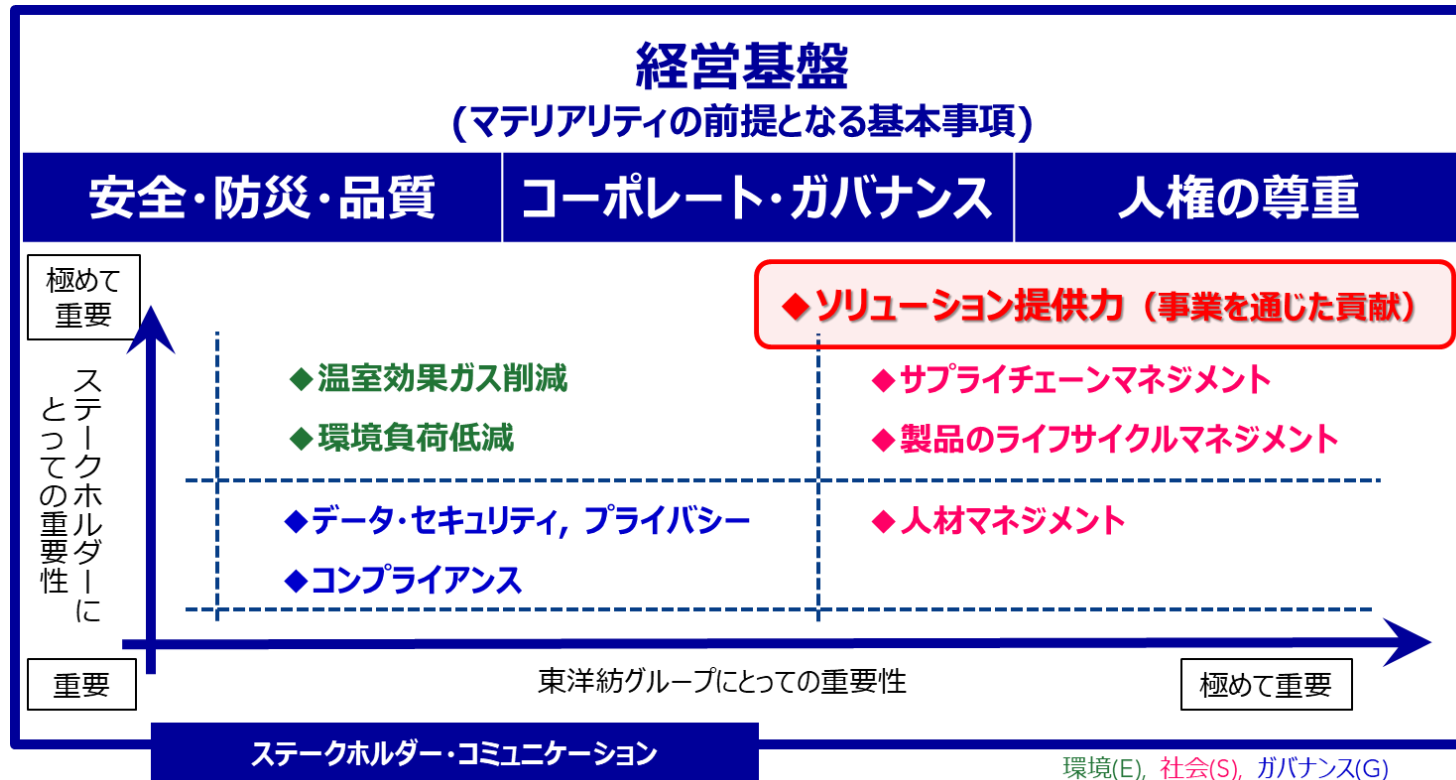 経営基盤
(マテリアリティの前提となる基本事項)
安全・防災・品質
コーポレート・ガバナンス
人権の尊重
極めて
重要
◆ソリューション提供力（事業を通じた貢献）
◆温室効果ガス削減
◆サプライチェーンマネジメント
◆環境負荷低減
◆製品のライフサイクルマネジメント
ステークホルダーに
とっての重要性
◆データ・セキュリティ, プライバシー
◆人材マネジメント
◆コンプライアンス
重要
東洋紡グループにとっての重要性
極めて重要
ステークホルダー・コミュニケーション
環境(E), 社会(S), ガバナンス(G)